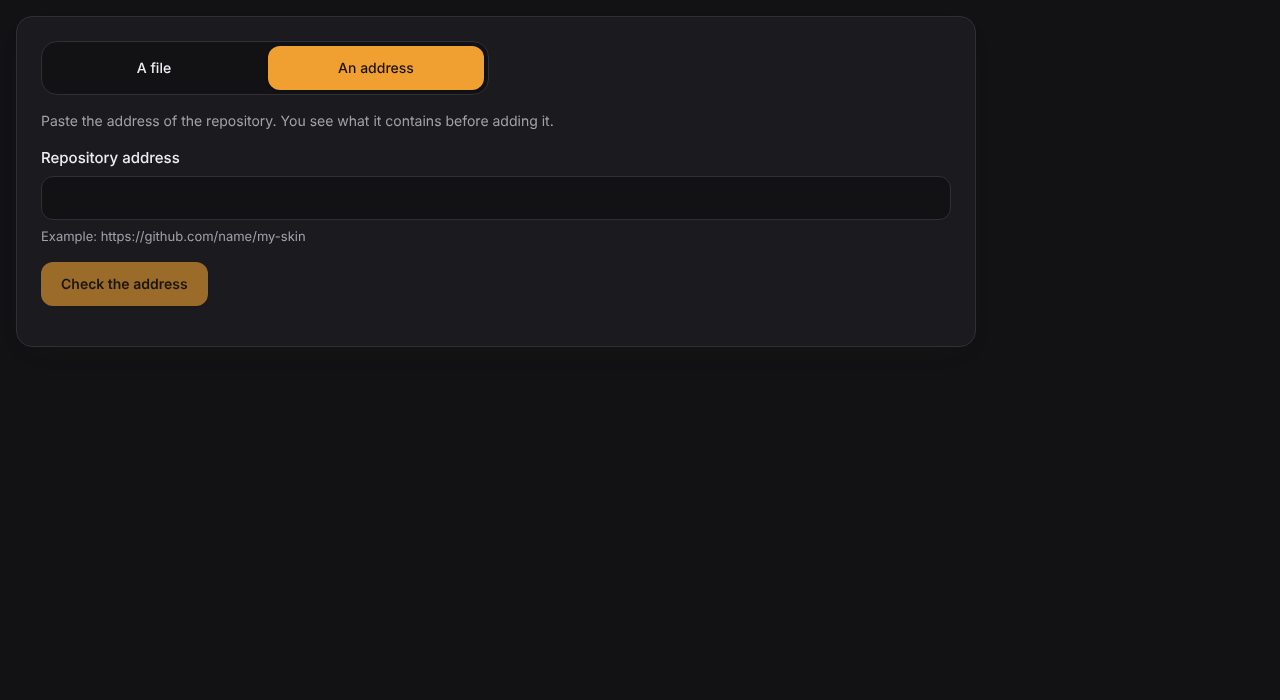 A file
An address
Paste the address of the repository. You see what it contains before adding it.
Repository address
Example: https://github.com/name/my-skin
Check the address